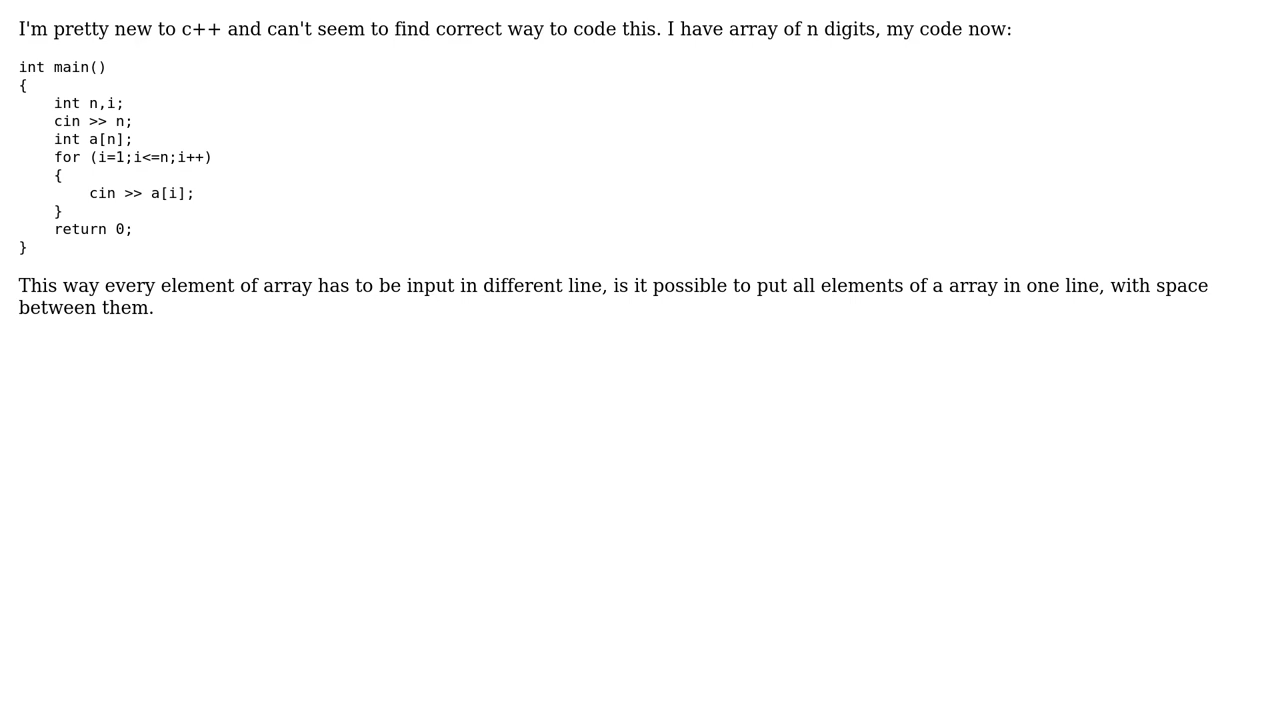 I'm pretty new to c++ and can't seem to find correct way to code this. I have array of n digits, my code now:
int main()
{
    int n,i;
    cin >> n;
    int a[n];
    for (i=1;i<=n;i++)
    {
        cin >> a[i];
    }
    return 0;
}
This way every element of array has to be input in different line, is it possible to put all elements of a array in one line, with space
between them.